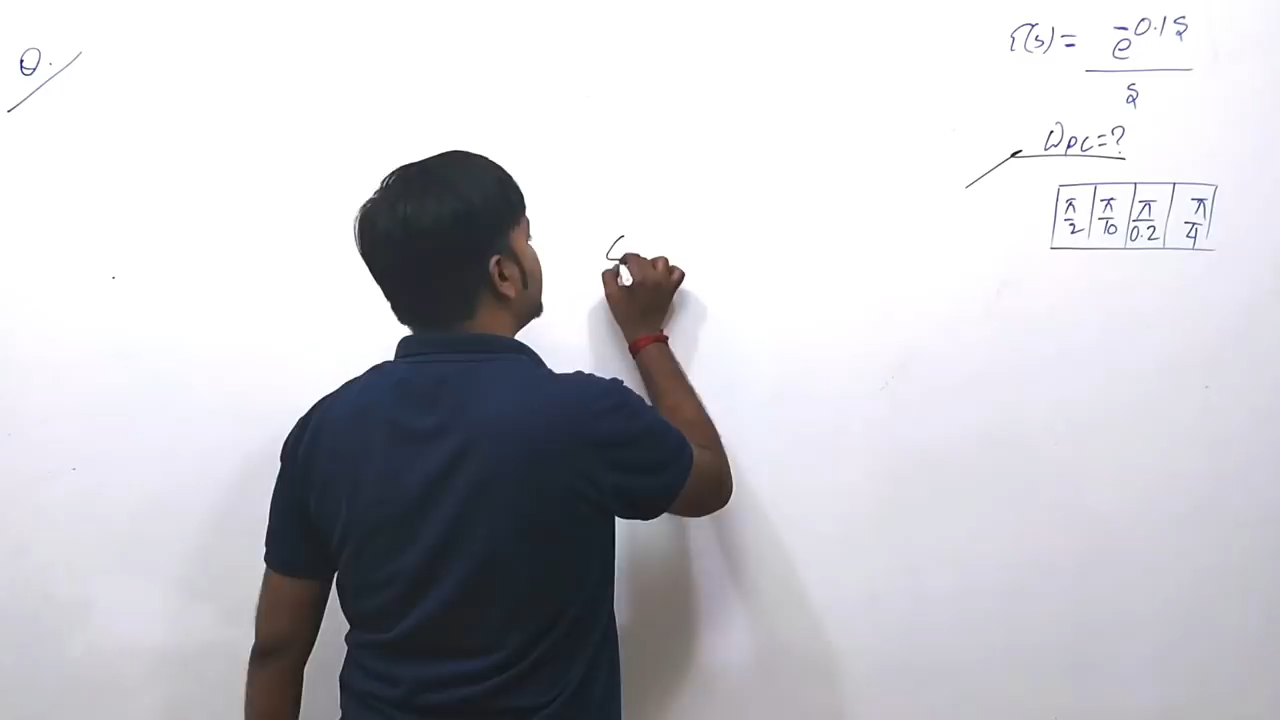 Q.
T(s) = e^-0.1s / s
ωpc = ?
π/2 | π/10 | π/0.2 | π/4